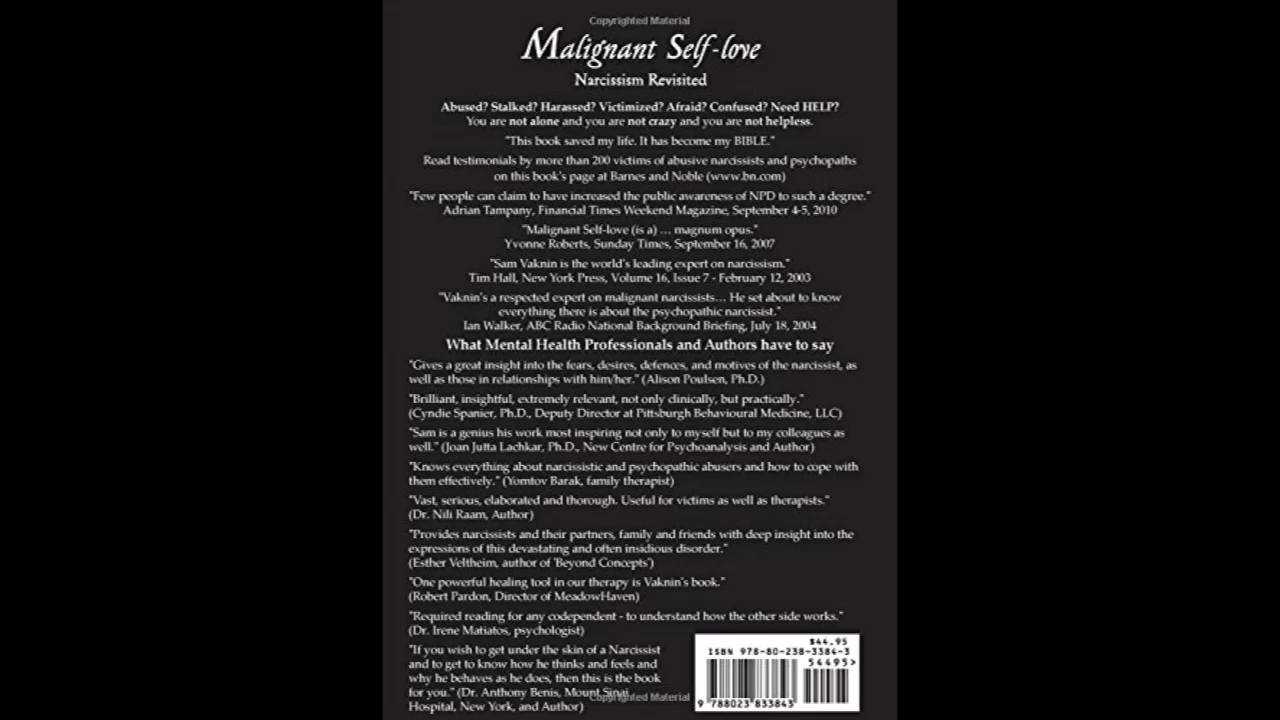 Copyrighted Material
Malignant Self-love
Narcissism Revisited
Abused? Stalked? Harassed? Victimized? Afraid? Confused? Need HELP?
You are not alone and you are not crazy and you are not helpless.
"This book saved my life. It has become my BIBLE."
Read testimonials by more than 200 victims of abusive narcissists and psychopaths
on this book's page at Barnes and Noble (www.bn.com)
"Few people can claim to have increased the public awareness of NPD to such a degree."
Adrian Tampany, Financial Times Weekend Magazine, September 4-5, 2010
"Malignant Self-love (is a) ... magnum opus."
Yvonne Roberts, Sunday Times, September 16, 2007
"Sam Vaknin is the world's leading expert on narcissism."
Tim Hall, New York Press, Volume 16, Issue 7 - February 12, 2003
"Vaknin's a respected expert on malignant narcissists... He set about to know
everything there is about the psychopathic narcissist."
Ian Walker, ABC Radio National Background Briefing, July 18, 2004
What Mental Health Professionals and Authors have to say
"Gives a great insight into the fears, desires, defences, and motives of the narcissist, as
well as those in relationships with him/her." (Alison Poulsen, Ph.D.)
"Brilliant, insightful, extremely relevant, not only clinically, but practically."
(Cyndie Spanier, Ph.D., Deputy Director at Pittsburgh Behavioural Medicine, LLC)
"Sam is a genius his work most inspiring not only to myself but to my colleagues as
well." (Joan Jutta Lachkar, Ph.D., New Centre for Psychoanalysis and Author)
"Knows everything about narcissistic and psychopathic abusers and how to cope with
them effectively." (Yomtov Barak, family therapist)
"Vast, serious, elaborated and thorough. Useful for victims as well as therapists."
(Dr. Nili Raam, Author)
"Provides narcissists and their partners, family and friends with deep insight into the
expressions of this devastating and often insidious disorder."
(Esther Veltheim, author of 'Beyond Concepts')
"One powerful healing tool in our therapy is Vaknin's book."
(Robert Pardon, Director of MeadowHaven)
"Required reading for any codependent - to understand how the other side works."
(Dr. Irene Matiatos, psychologist)
"If you wish to get under the skin of a Narcissist
and to get to know how he thinks and feels and
why he behaves as he does, then this is the book
for you." (Dr. Anthony Benis, Mount Sinai
Hospital, New York, and Author)
Copyrighted Material
$44.95
ISBN 978-80-238-3384-3
54495>
9 788023 833843